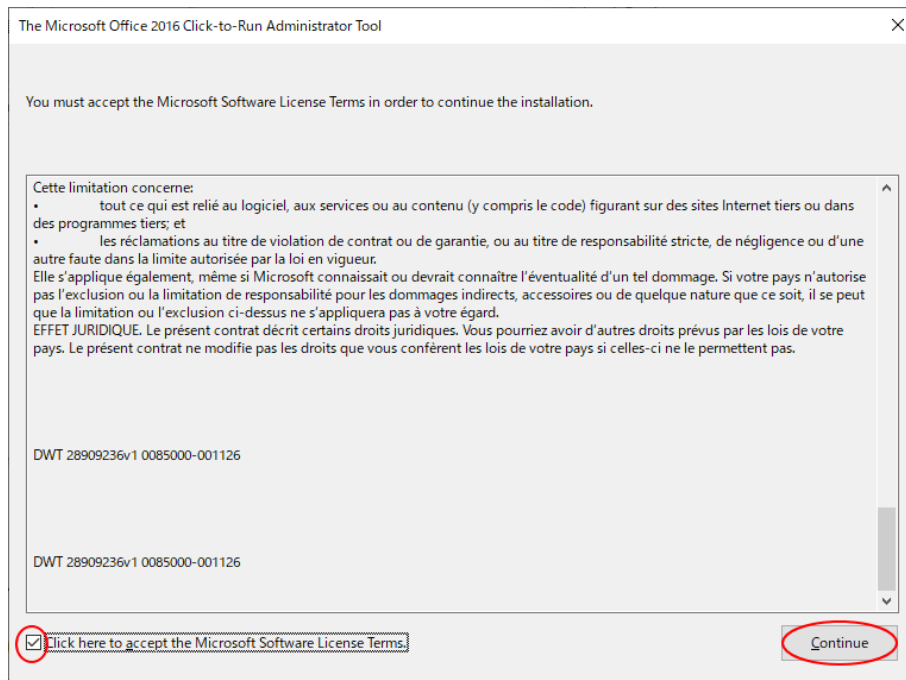 The Microsoft Office 2016 Click-to-Run Administrator Tool
You must accept the Microsoft Software License Terms in order to continue the installation.
Cette limitation concerne:
• tout ce qui est relié au logiciel, aux services ou au contenu (y compris le code) figurant sur des sites Internet tiers ou dans
des programmes tiers; et
• les réclamations au titre de violation de contrat ou de garantie, ou au titre de responsabilité stricte, de négligence ou d’une
autre faute dans la limite autorisée par la loi en vigueur.
Elle s’applique également, même si Microsoft connaissait ou devrait connaître l’éventualité d’un tel dommage. Si votre pays n’autorise
pas l’exclusion ou la limitation de responsabilité pour les dommages indirects, accessoires ou de quelque nature que ce soit, il se peut
que la limitation ou l’exclusion ci-dessus ne s’appliquera pas à votre égard.
EFFET JURIDIQUE. Le présent contrat décrit certains droits juridiques. Vous pourriez avoir d’autres droits prévus par les lois de votre
pays. Le présent contrat ne modifie pas les droits que vous confèrent les lois de votre pays si celles-ci ne le permettent pas.
DWT 28909236v1 0085000-001126
DWT 28909236v1 0085000-001126
Click here to accept the Microsoft Software License Terms.
Continue